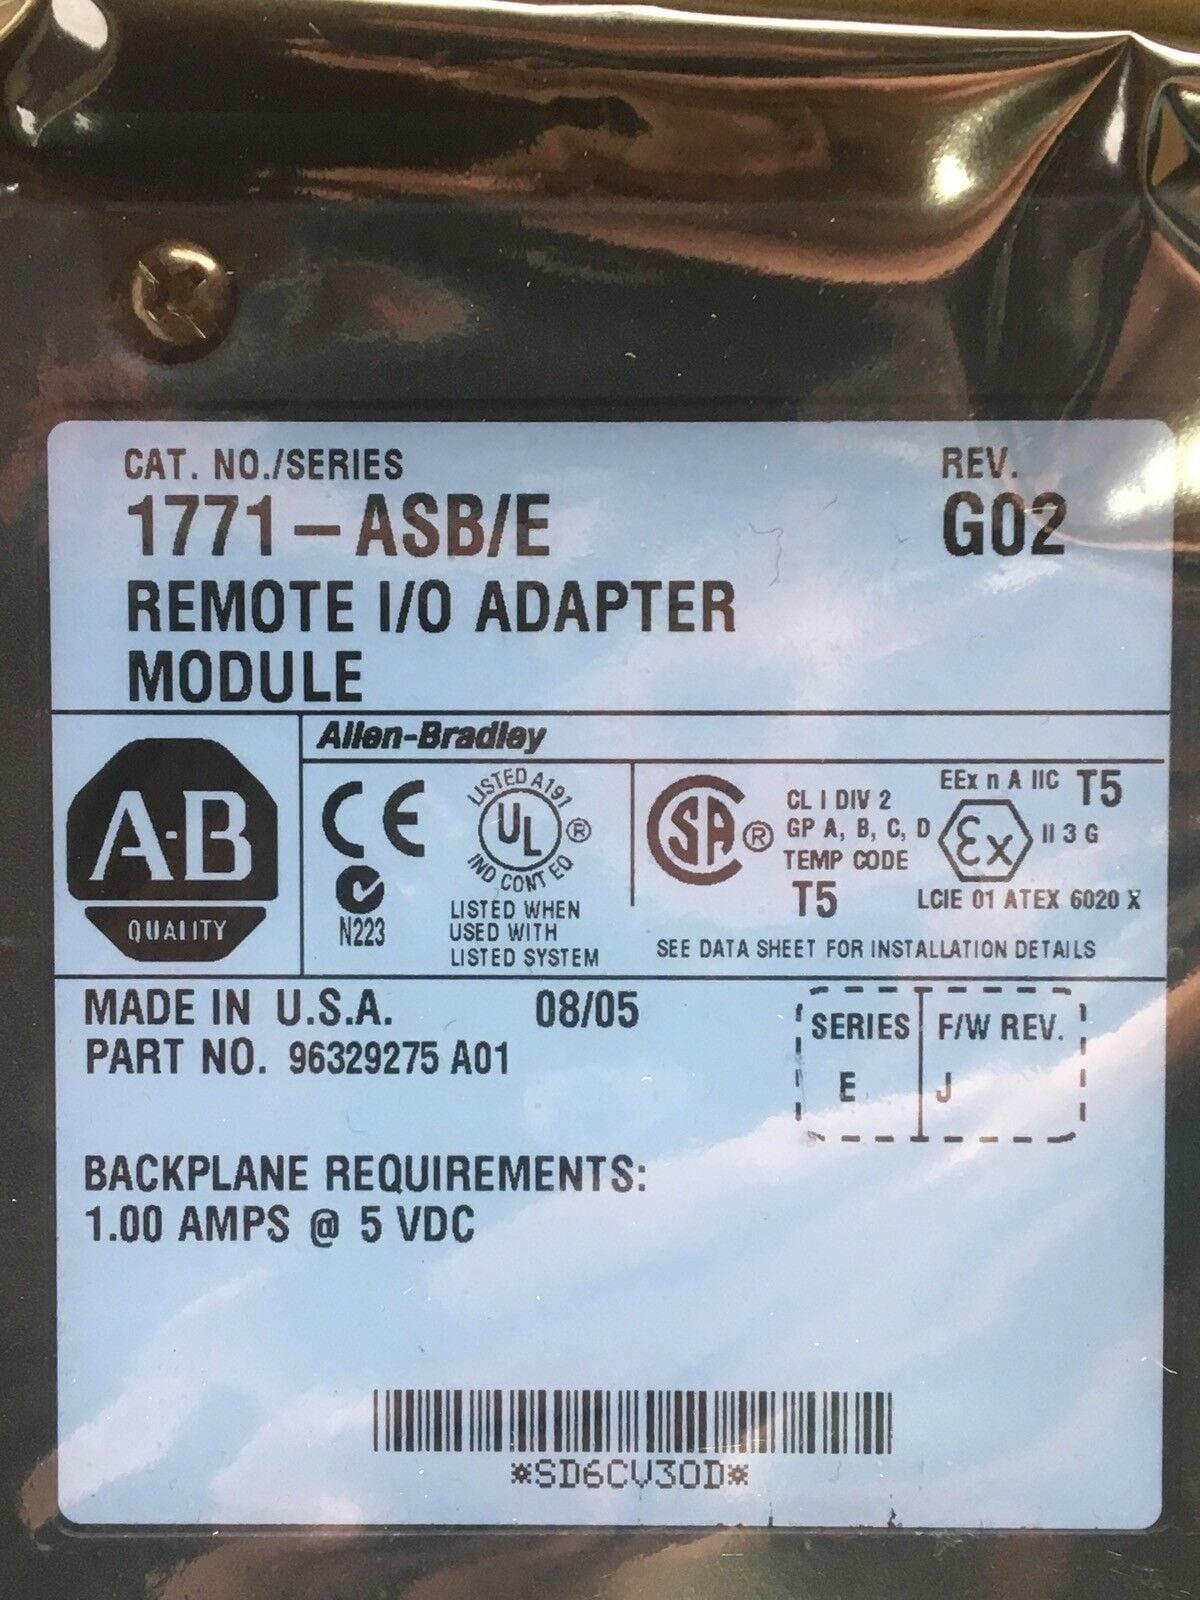 CAT. NO./SERIES REV.
1771-ASB/E G02
REMOTE I/O ADAPTER
MODULE
Allen-Bradley
A-B
QUALITY
CE
N223
LISTED A191
UL ®
IND CONT EQ
LISTED WHEN
USED WITH
LISTED SYSTEM
SA ®
CL I DIV 2
GP A, B, C, D
TEMP CODE
T5
EEx n A IIC T5
Ex II 3 G
LCIE 01 ATEX 6020 X
SEE DATA SHEET FOR INSTALLATION DETAILS
MADE IN U.S.A. 08/05
PART NO. 96329275 A01
SERIES F/W REV.
E J
BACKPLANE REQUIREMENTS:
1.00 AMPS @ 5 VDC
*SD6CV30D*